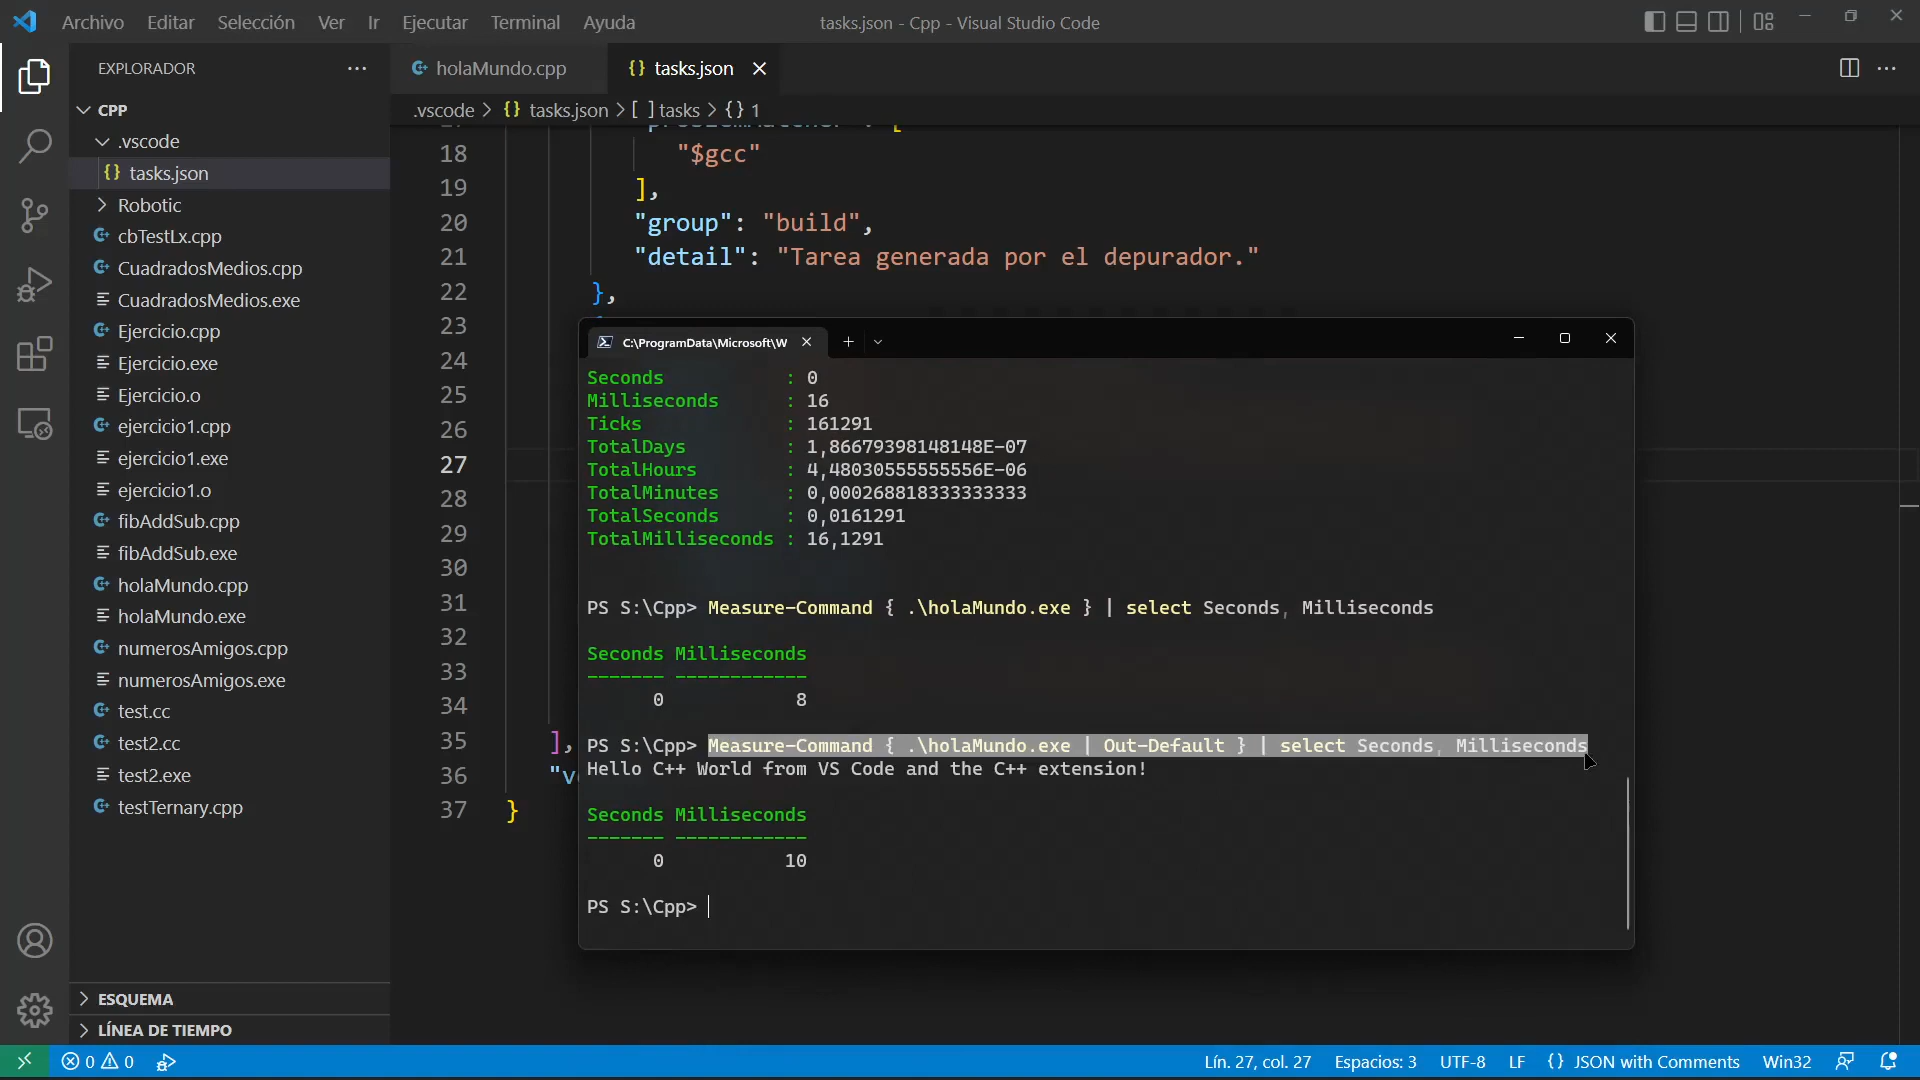 Archivo Editar Selección Ver Ir Ejecutar Terminal Ayuda
tasks.json - Cpp - Visual Studio Code
EXPLORADOR
CPP
.vscode
{} tasks.json
Robotic
cbTestLx.cpp
CuadradosMedios.cpp
CuadradosMedios.exe
Ejercicio.cpp
Ejercicio.exe
Ejercicio.o
ejercicio1.cpp
ejercicio1.exe
ejercicio1.o
fibAddSub.cpp
fibAddSub.exe
holaMundo.cpp
holaMundo.exe
numerosAmigos.cpp
numerosAmigos.exe
test.cc
test2.cc
test2.exe
testTernary.cpp
ESQUEMA
LÍNEA DE TIEMPO
holaMundo.cpp
{} tasks.json
.vscode > {} tasks.json > [ ] tasks > {} 1
18 "$gcc"
19 ],
20 "group": "build",
21 "detail": "Tarea generada por el depurador."
22 },
23
24
25
26
27
28
29
30
31
32
33
34
35 ],
36 "v
37 }
C:\ProgramData\Microsoft\W
Seconds : 0
Milliseconds : 16
Ticks : 161291
TotalDays : 1,86679398148148E-07
TotalHours : 4,48030555555556E-06
TotalMinutes : 0,000268818333333333
TotalSeconds : 0,0161291
TotalMilliseconds : 16,1291
PS S:\Cpp> Measure-Command { .\holaMundo.exe } | select Seconds, Milliseconds
Seconds Milliseconds
------- ------------
0 8
PS S:\Cpp> Measure-Command { .\holaMundo.exe | Out-Default } | select Seconds, Milliseconds
Hello C++ World from VS Code and the C++ extension!
Seconds Milliseconds
------- ------------
0 10
PS S:\Cpp>
0 0
Lín. 27, col. 27 Espacios: 3 UTF-8 LF {} JSON with Comments Win32